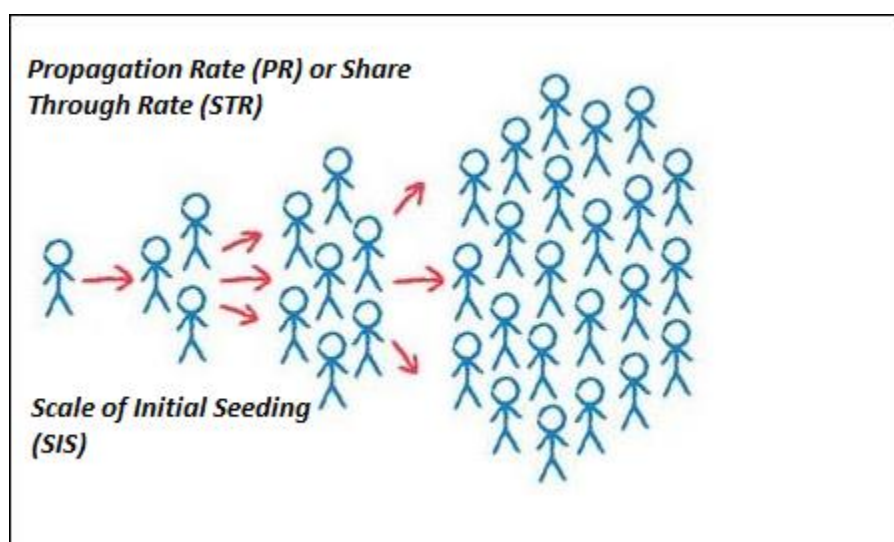 Propagation Rate (PR) or Share
Through Rate (STR)
Scale of Initial Seeding
(SIS)